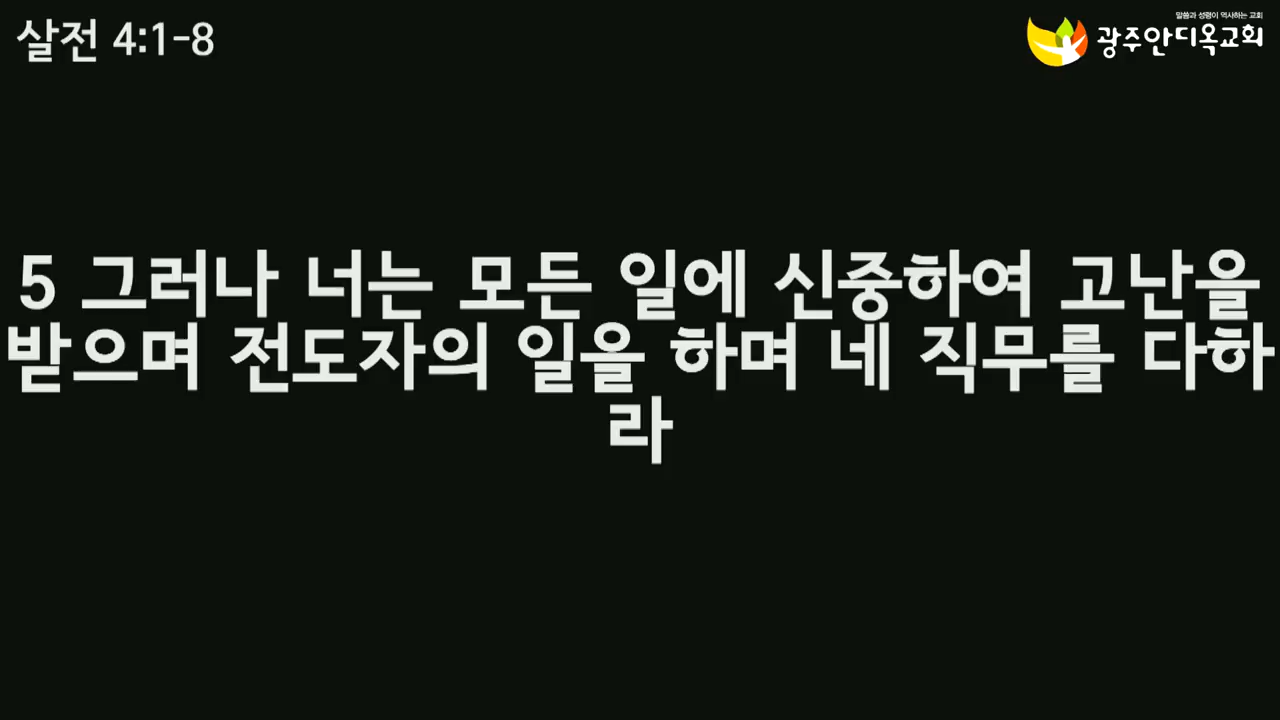 살전 4:1-8
말씀과 성령이 역사하는 교회
광주안디옥교회
5 그러나 너는 모든 일에 신중하여 고난을
받으며 전도자의 일을 하며 네 직무를 다하
라